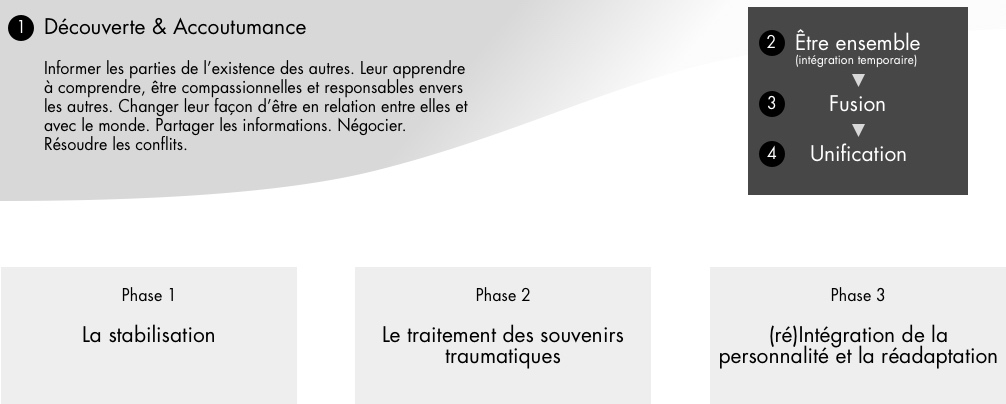 1 Découverte & Accoutumance
Informer les parties de l’existence des autres. Leur apprendre
à comprendre, être compassionnelles et responsables envers
les autres. Changer leur façon d’être en relation entre elles et
avec le monde. Partager les informations. Négocier.
Résoudre les conflits.
2 Être ensemble
(intégration temporaire)
3 Fusion
4 Unification
Phase 1
La stabilisation
Phase 2
Le traitement des souvenirs
traumatiques
Phase 3
(ré)Intégration de la
personnalité et la réadaptation